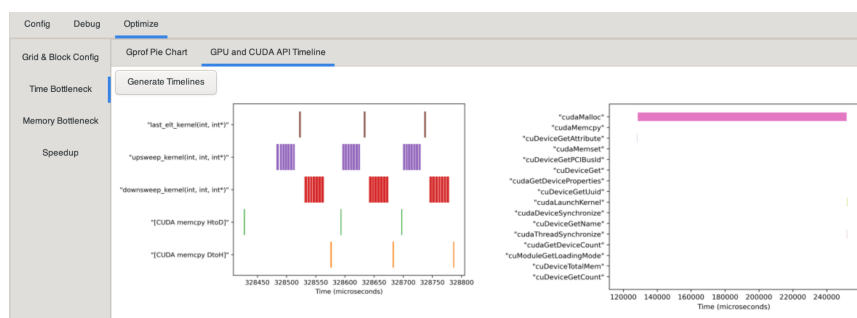 Config Debug Optimize
Grid & Block Config
Time Bottleneck
Memory Bottleneck
Speedup
Gprof Pie Chart GPU and CUDA API Timeline
Generate Timelines
"last_elt_kernel(int, int*)"
"upsweep_kernel(int, int, int*)"
"downsweep_kernel(int, int, int*)"
"[CUDA memcpy HtoD]"
"[CUDA memcpy DtoH]"
328450 328500 328550 328600 328650 328700 328750 328800
Time (microseconds)
"cudaMalloc"
"cudaMemcpy"
"cuDeviceGetAttribute"
"cudaMemset"
"cuDeviceGetPCIBusId"
"cuDeviceGet"
"cudaGetDeviceProperties"
"cuDeviceGetUuid"
"cudaLaunchKernel"
"cudaDeviceSynchronize"
"cuDeviceGetName"
"cudaThreadSynchronize"
"cudaGetDeviceCount"
"cuModuleGetLoadingMode"
"cuDeviceTotalMem"
"cuDeviceGetCount"
120000 140000 160000 180000 200000 220000 240000
Time (microseconds)